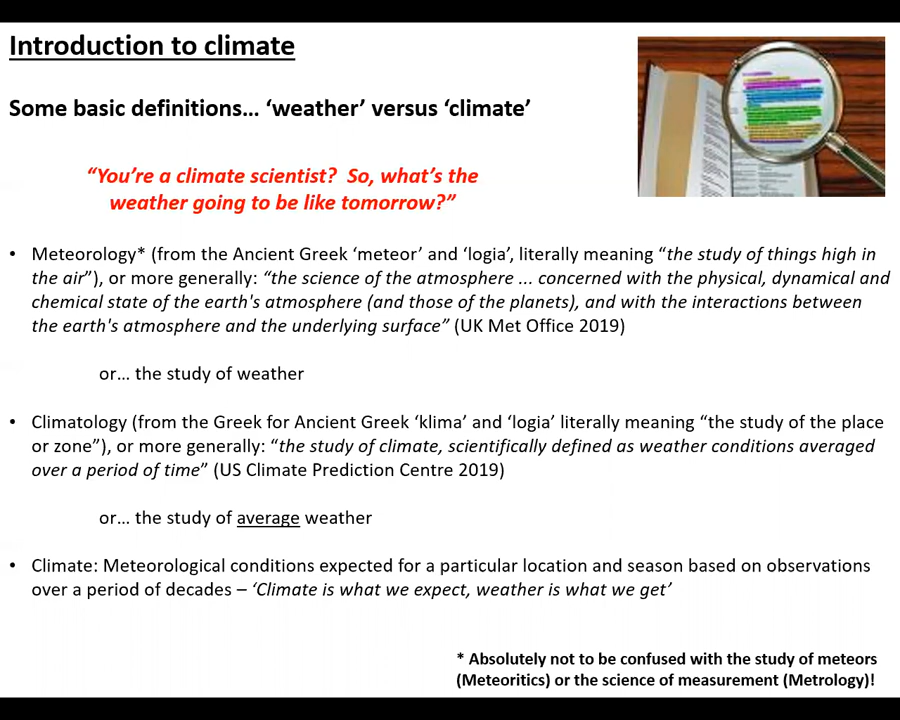 Introduction to climate
Some basic definitions… ‘weather’ versus ‘climate’
“You’re a climate scientist?  So, what’s the
weather going to be like tomorrow?”
• Meteorology* (from the Ancient Greek ‘meteor’ and ‘logia’, literally meaning “the study of things high in
the air”), or more generally: “the science of the atmosphere ... concerned with the physical, dynamical and
chemical state of the earth's atmosphere (and those of the planets), and with the interactions between
the earth's atmosphere and the underlying surface” (UK Met Office 2019)
or… the study of weather
• Climatology (from the Greek for Ancient Greek ‘klima’ and ‘logia’ literally meaning “the study of the place
or zone”), or more generally: “the study of climate, scientifically defined as weather conditions averaged
over a period of time” (US Climate Prediction Centre 2019)
or… the study of average weather
• Climate: Meteorological conditions expected for a particular location and season based on observations
over a period of decades – ‘Climate is what we expect, weather is what we get’
* Absolutely not to be confused with the study of meteors
(Meteoritics) or the science of measurement (Metrology)!